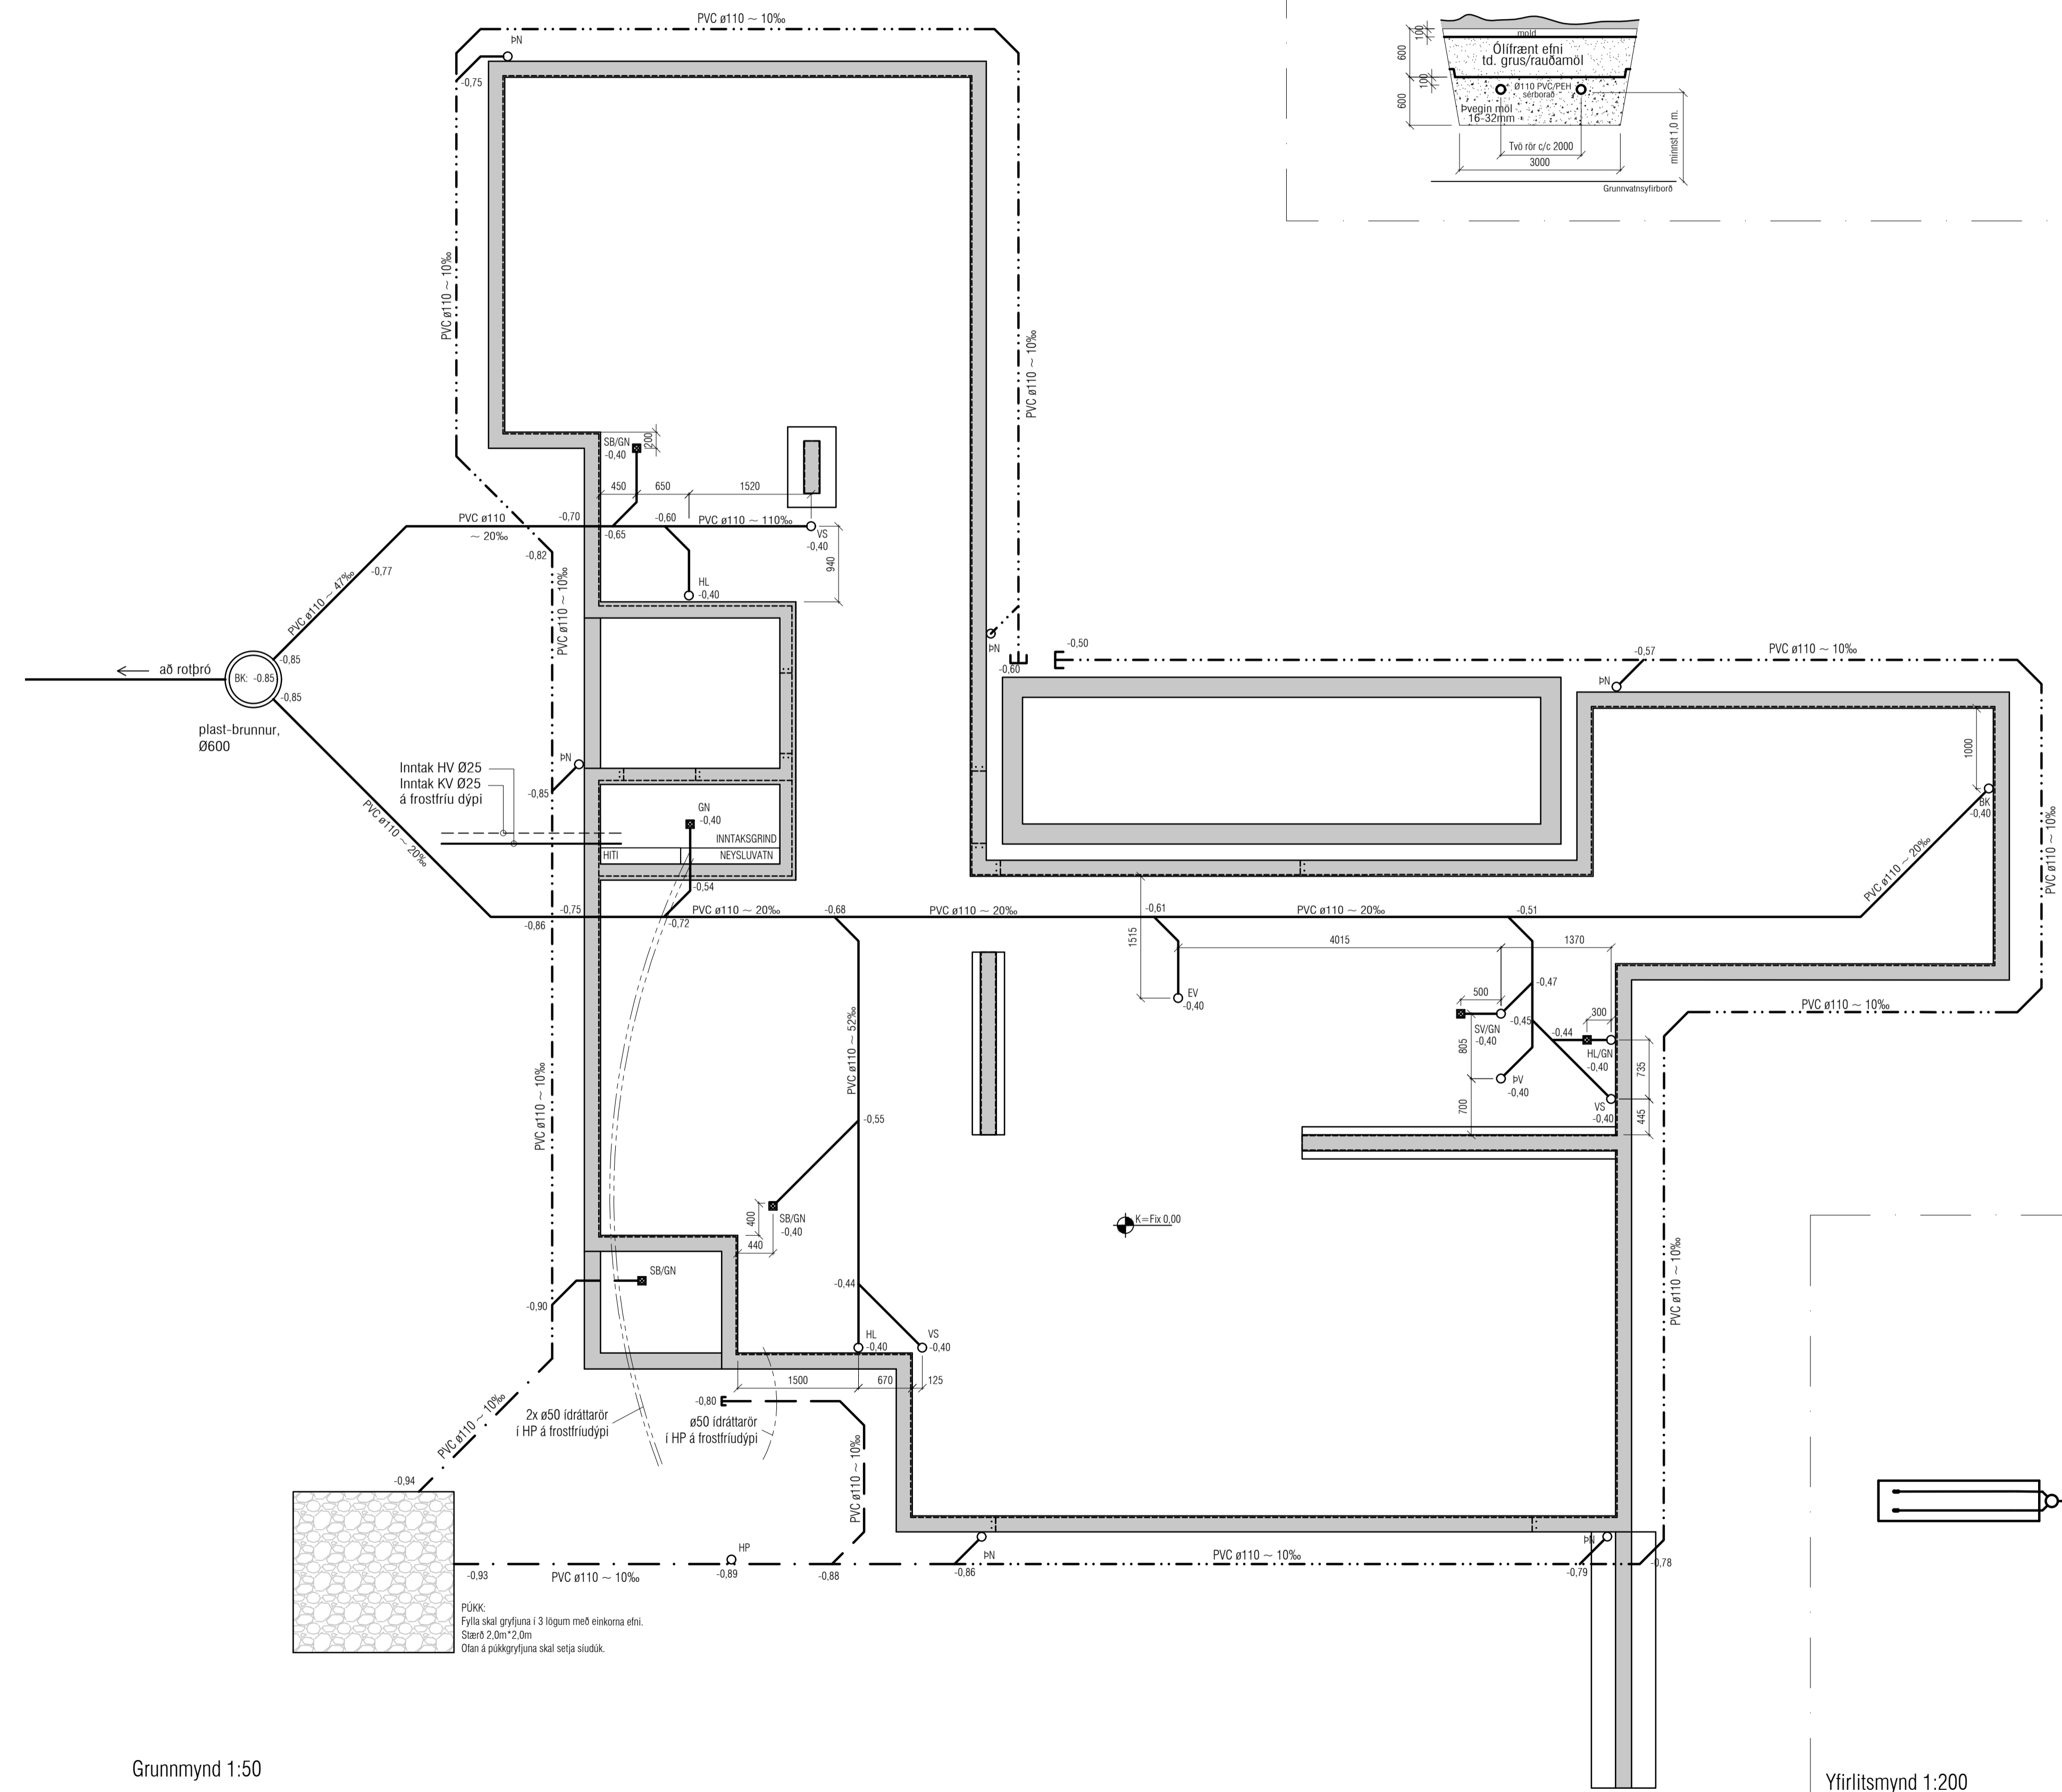 PVC ø110 ~ 10‰
ÞN
-0,75
PVC ø110 ~ 10‰
PVC ø110 ~ 10‰
600
100
mold
Ólífrænt efni
td. grus/rauðamöl
100
600
Ø110 PVC/PEH
sérborað
Þvegin möl
16-32mm
Tvö rör c/c 2000
3000
minnst 1,0 m.
Grunnvatnsyfirborð
SB/GN
-0,40
200
450
650
1520
PVC ø110
~ 20‰
-0,70
-0,65
-0,60
PVC ø110 ~ 110‰
VS
-0,40
940
-0,82
-0,77
PVC ø110 ~ 47‰
PVC ø110 ~ 10‰
HL
-0,40
að rotþró
BK: -0.85
-0,85
-0,85
plast-brunnur,
Ø600
ÞN
-0,60
-0,50
-0,57
PVC ø110 ~ 10‰
ÞN
1000
BK
-0,40
PVC ø110 ~ 10‰
PVC ø110 ~ 20‰
ÞN
-0,85
Inntak HV Ø25
Inntak KV Ø25
á frostfríu dýpi
PVC ø110 ~ 20‰
GN
-0,40
INNTAKSGRIND
HITI
NEYSLUVATN
-0,54
-0,75
-0,86
-0,72
PVC ø110 ~ 20‰
-0,68
PVC ø110 ~ 20‰
-0,61
PVC ø110 ~ 20‰
-0,51
1515
4015
1370
EV
-0,40
500
-0,47
SV/GN
-0,40
-0,45
805
-0,44
300
HL/GN
-0,40
735
ÞV
-0,40
700
VS
-0,40
445
PVC ø110 ~ 10‰
PVC ø110 ~ 52‰
PVC ø110 ~ 10‰
-0,55
SB/GN
-0,40
400
440
K=Fix 0,00
PVC ø110 ~ 10‰
SB/GN
-0,90
-0,44
HL
-0,40
VS
-0,40
1500
670
125
-0,80
2x ø50 ídráttarör
í HP á frostfríudýpi
ø50 ídráttarör
í HP á frostfríudýpi
PVC ø110 ~ 10‰
PVC ø110 ~ 10‰
-0,94
-0,93
PVC ø110 ~ 10‰
HP
-0,89
-0,88
-0,86
ÞN
PVC ø110 ~ 10‰
ÞN
-0,79
-0,78
PÚKK:
Fylla skal gryfjuna í 3 lögum með einkorna efni.
Stærð 2,0m*2,0m
Ofan á púkkgryfjuna skal setja síudúk.
Grunnmynd 1:50
Yfirlitsmynd 1:200